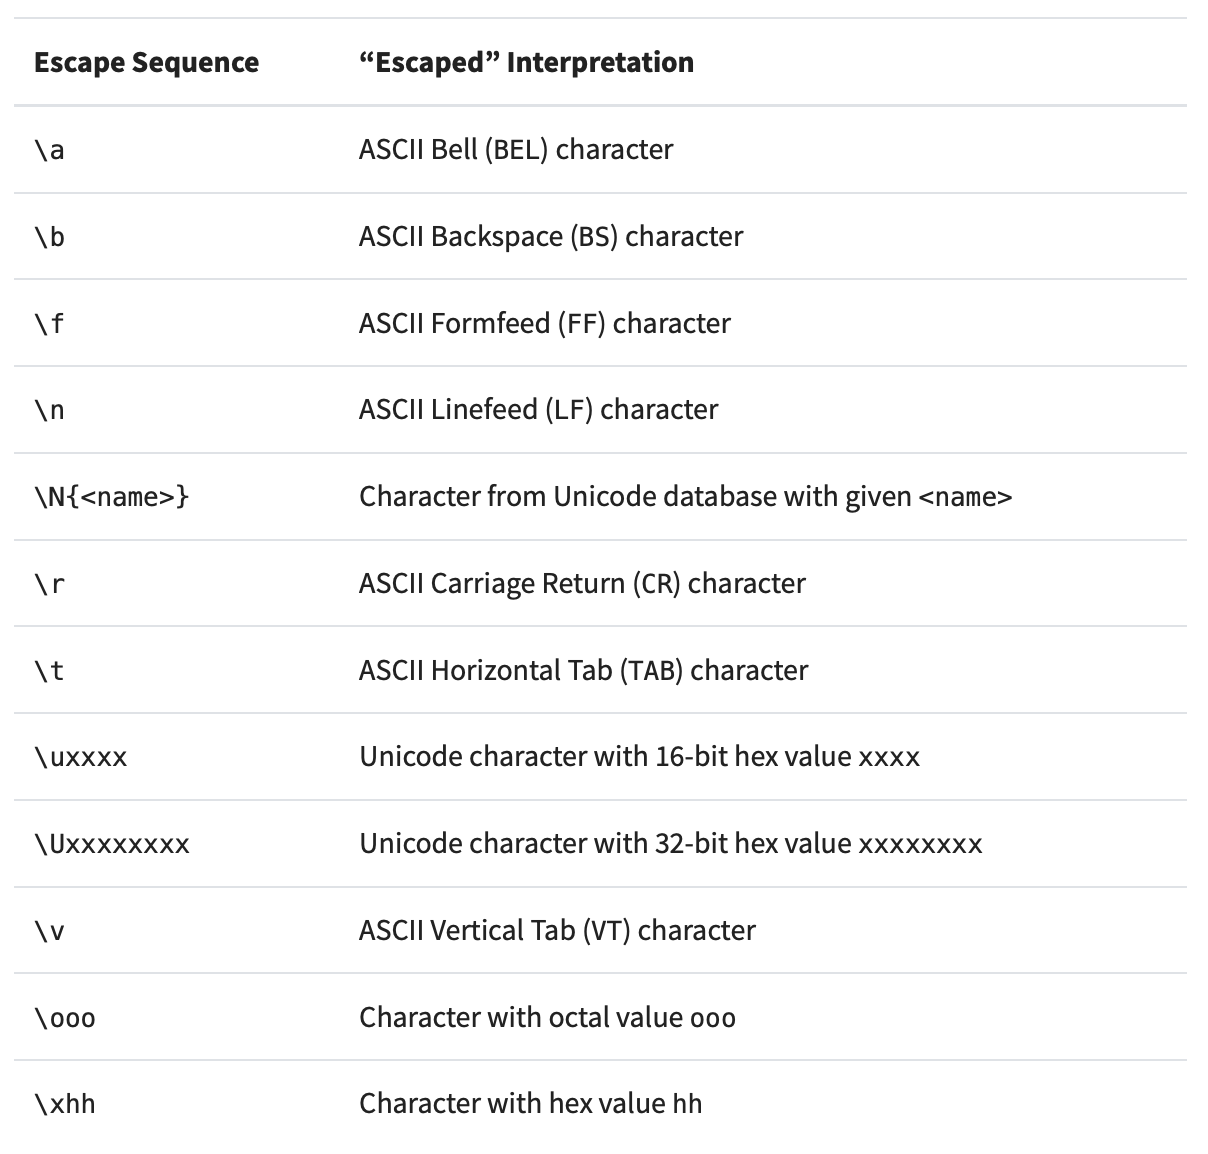 Escape Sequence “Escaped” Interpretation
\a ASCII Bell (BEL) character
\b ASCII Backspace (BS) character
\f ASCII Formfeed (FF) character
\n ASCII Linefeed (LF) character
\N{<name>} Character from Unicode database with given <name>
\r ASCII Carriage Return (CR) character
\t ASCII Horizontal Tab (TAB) character
\uxxxx Unicode character with 16-bit hex value xxxx
\Uxxxxxxxx Unicode character with 32-bit hex value xxxxxxxx
\v ASCII Vertical Tab (VT) character
\ooo Character with octal value ooo
\xhh Character with hex value hh